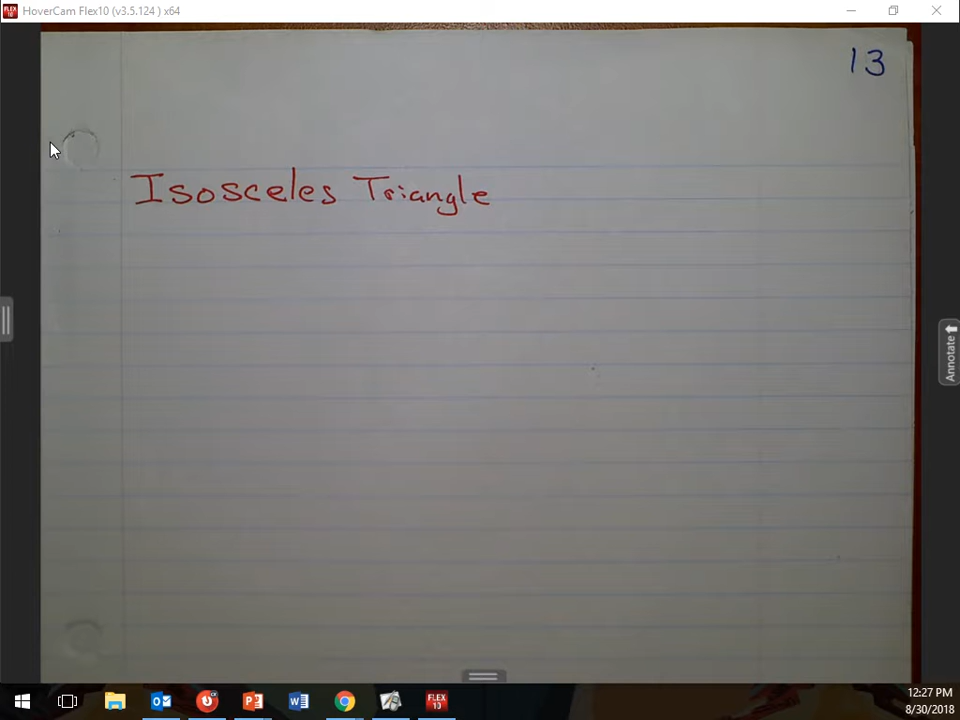 HoverCam Flex10 (v3.5.124 ) x64
13
Isosceles Triangle
Annotate
12:27 PM
8/30/2018